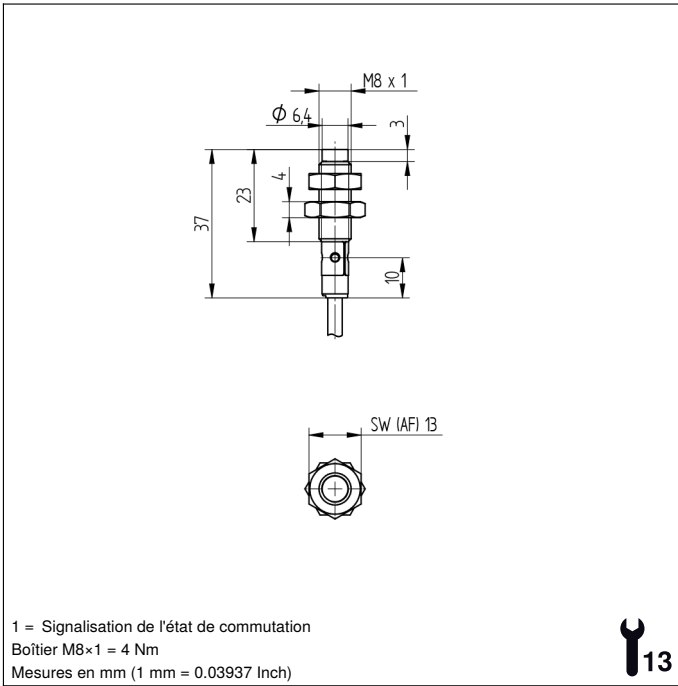 M8 x 1
Φ 6,4
3
4
23
37
10
SW (AF) 13
1 = Signalisation de l'état de commutation
Boîtier M8×1 = 4 Nm
Mesures en mm (1 mm = 0.03937 Inch)
13